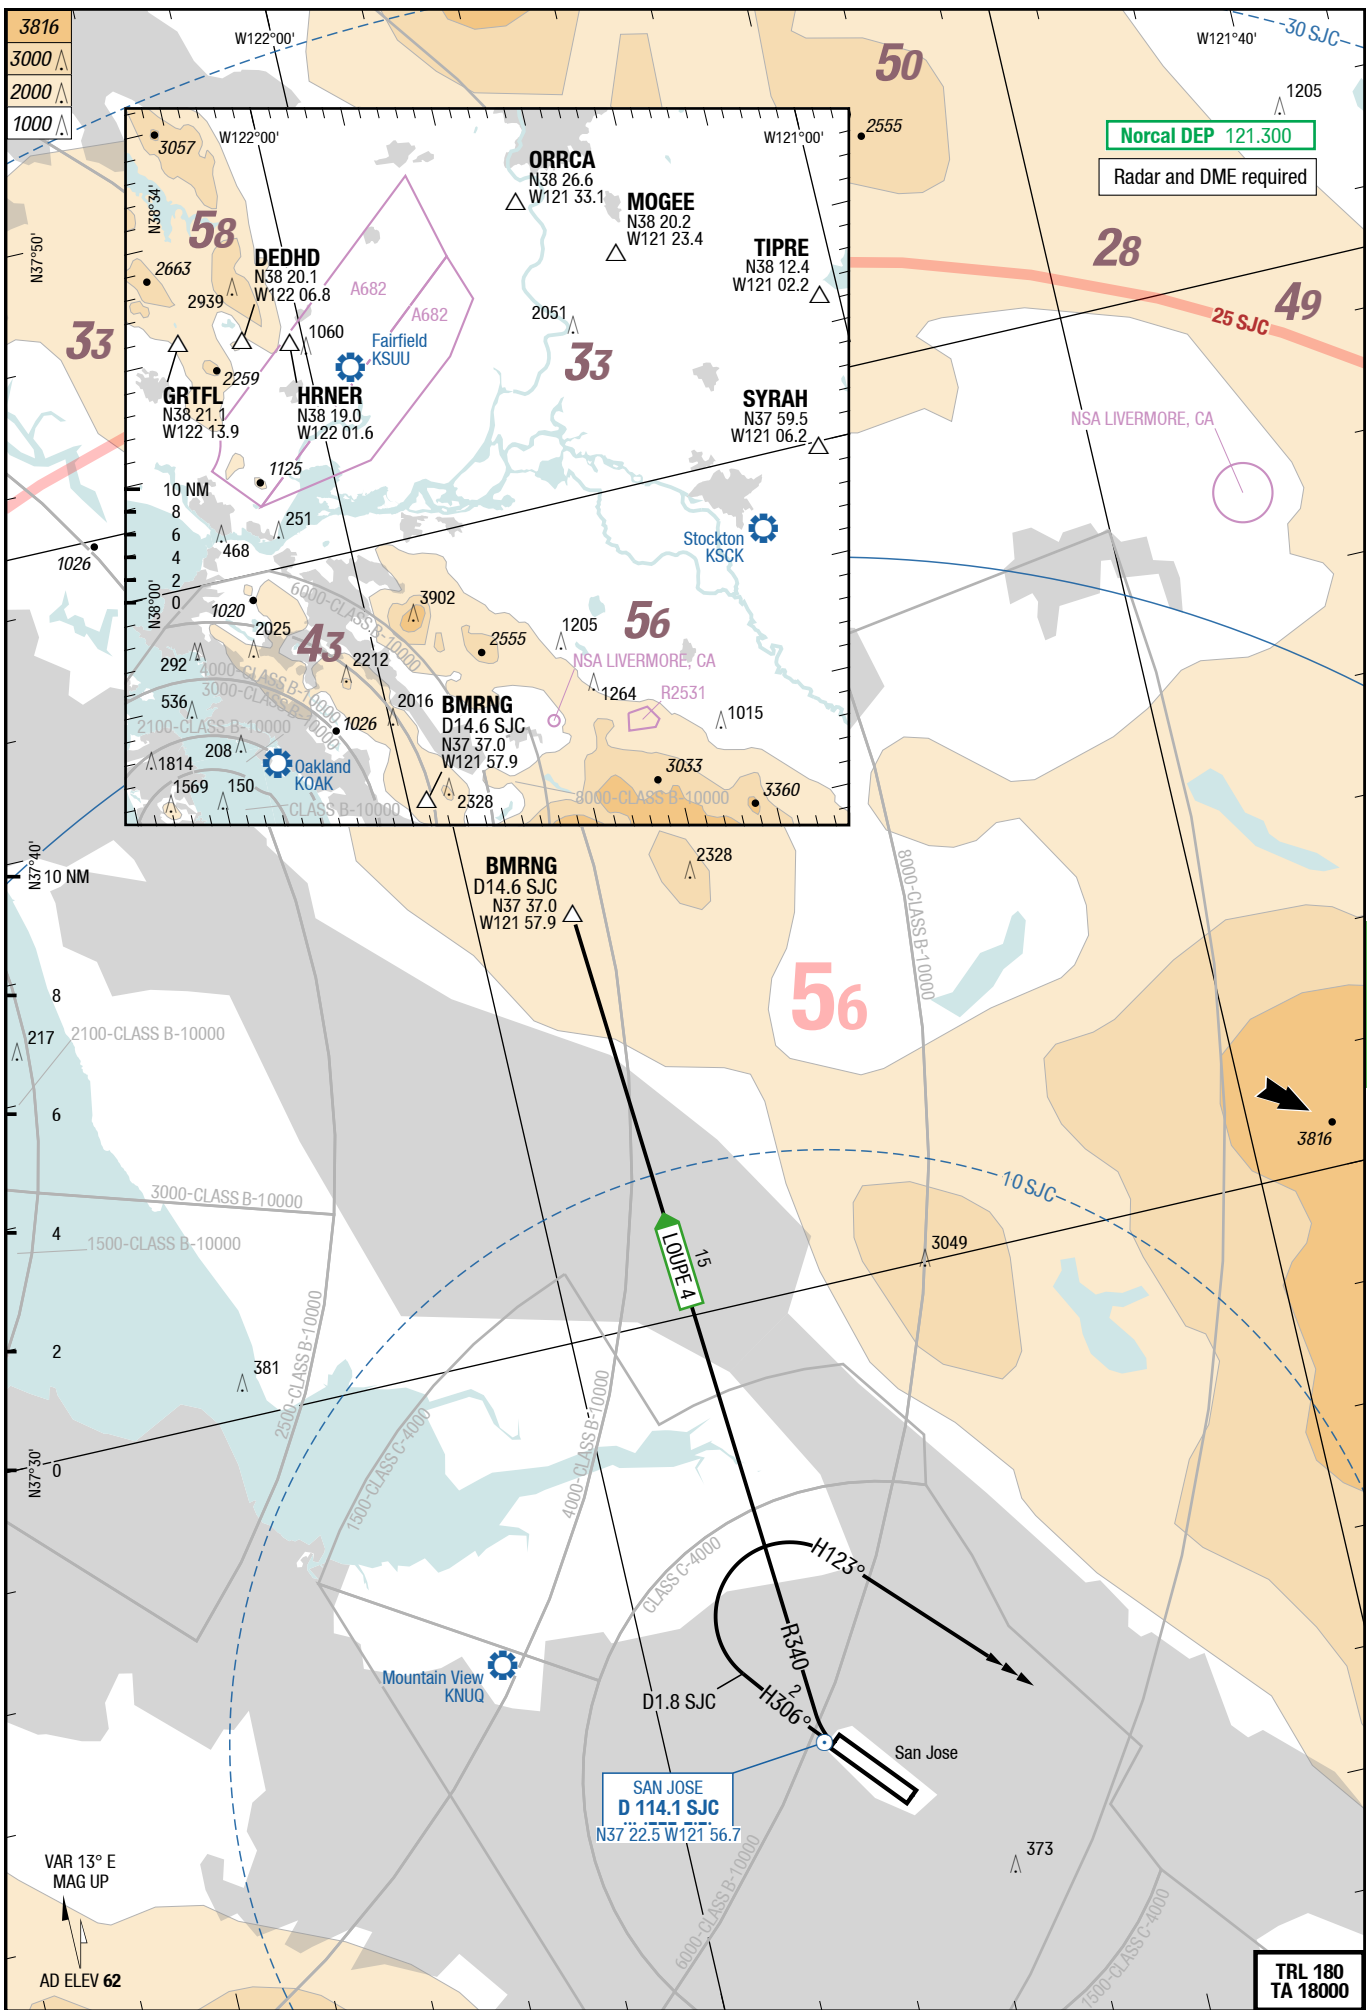 3816
3000
2000
1000
W122°00'
W121°40'
30 SJC
50
2555
1205
Norcal DEP 121.300
Radar and DME required
N37°50'
28
49
25 SJC
33
NSA LIVERMORE, CA
1026
W122°00'
W121°00'
3057
N38°34'
58
2663
2939
DEDHD
N38 20.1
W122 06.8
ORRCA
N38 26.6
W121 33.1
MOGEE
N38 20.2
W121 23.4
TIPRE
N38 12.4
W121 02.2
A682
A682
1060
Fairfield
KSUU
2051
33
2259
GRTFL
N38 21.1
W122 13.9
HRNER
N38 19.0
W122 01.6
SYRAH
N37 59.5
W121 06.2
1125
10 NM
8
6
4
2
0
251
468
N38°00'
Stockton
KSCK
1020
6000-CLASS B-10000
3902
2025
43
2555
1205
56
292
2212
NSA LIVERMORE, CA
4000-CLASS B-10000
3000-CLASS B-10000
1264
R2531
536
2016
BMRNG
D14.6 SJC
N37 37.0
W121 57.9
1015
2100-CLASS B-10000
1026
208
Oakland
KOAK
1814
3033
1569
150
CLASS B-10000
2328
8000-CLASS B-10000
3360
N37°40'
10 NM
BMRNG
D14.6 SJC
N37 37.0
W121 57.9
2328
8000-CLASS B-10000
56
8
217
2100-CLASS B-10000
6
3816
3000-CLASS B-10000
10 SJC
4
1500-CLASS B-10000
LOUPE 4
15
3049
2
381
2500-CLASS B-10000
1500-CLASS C-4000
4000-CLASS B-10000
N37°30'
0
CLASS C-4000
H123°
R340
2
H306°
Mountain View
KNUQ
D1.8 SJC
San Jose
SAN JOSE
D 114.1 SJC
N37 22.5 W121 56.7
373
6000-CLASS B-10000
1500-CLASS C-4000
VAR 13° E
MAG UP
AD ELEV 62
TRL 180
TA 18000